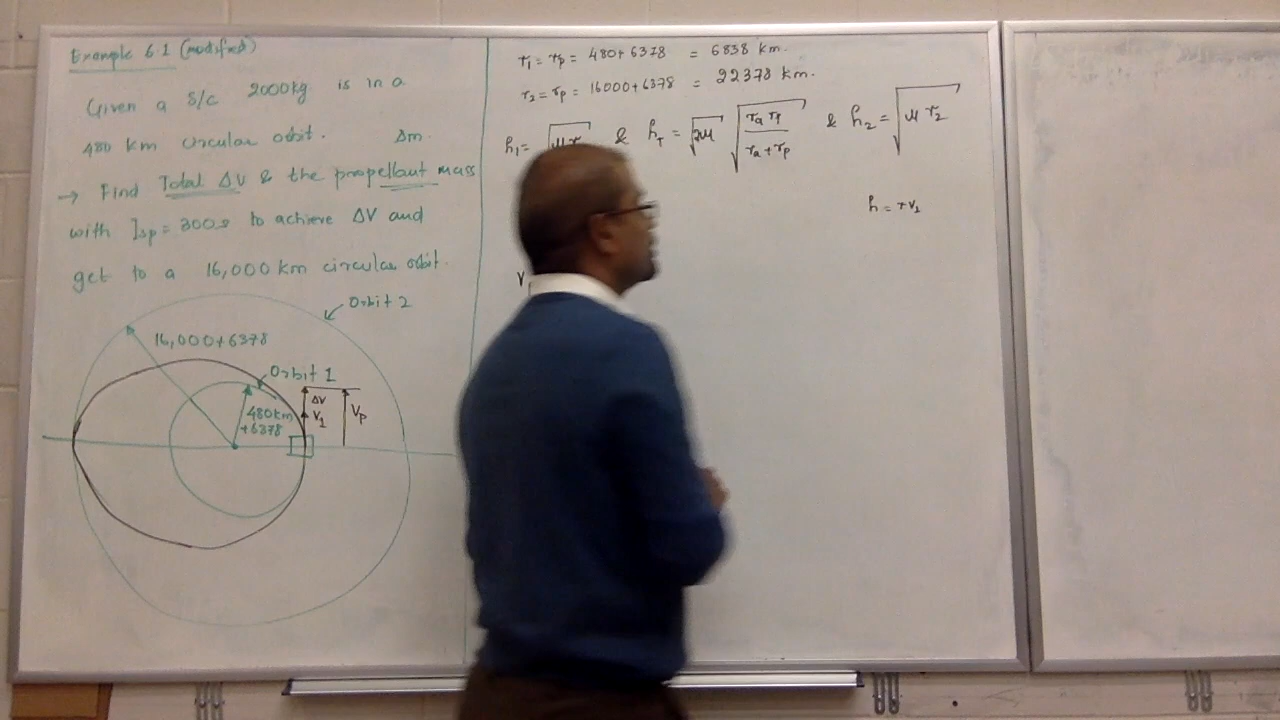 Example 6.1 (modified)
Given a S/C 2000kg is in a
480 km circular orbit. Δm.
→ Find Total ΔV & the propellant mass
with Isp = 300s to achieve ΔV and
get to a 16,000 km circular orbit.
Orbit 2
16,000+6378
Orbit 1
480km
+6378
ΔV
V₁
Vp
r₁ = rp = 480+6378 = 6838 km.
r₂ = rp = 16000+6378 = 22378 km.
h₁ = √μr & hT = √2μ √(ra rp / ra + rp) & h₂ = √μ r₂
h = rV₁
V